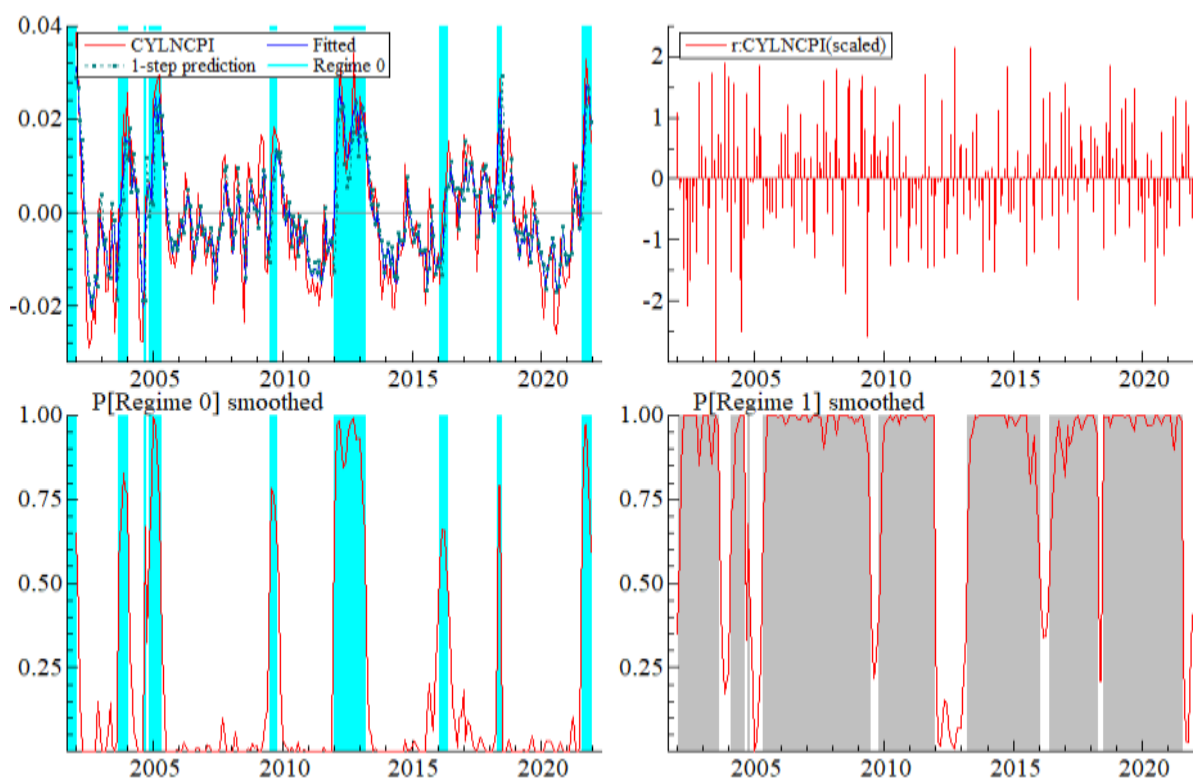 0.04
CYLNCPI Fitted
1-step prediction Regime 0
0.02
0.00
-0.02
2005 2010 2015 2020
r:CYLNCPI(scaled)
2
1
0
-1
-2
2005 2010 2015 2020
P[Regime 0] smoothed
1.00
0.75
0.50
0.25
2005 2010 2015 2020
P[Regime 1] smoothed
1.00
0.75
0.50
0.25
2005 2010 2015 2020